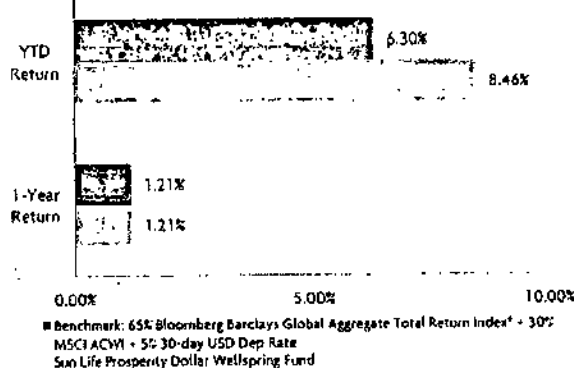 YTD
Return
6.30%
8.46%
1-Year
Return
1.21%
1.21%
0.00%
5.00%
10.00%
Benchmark: 65% Bloomberg Barclays Global Aggregate Total Return Index* + 30%
MSCI ACWI + 5% 30-day USD Dep Rate
Sun Life Prosperity Dollar Wellspring Fund